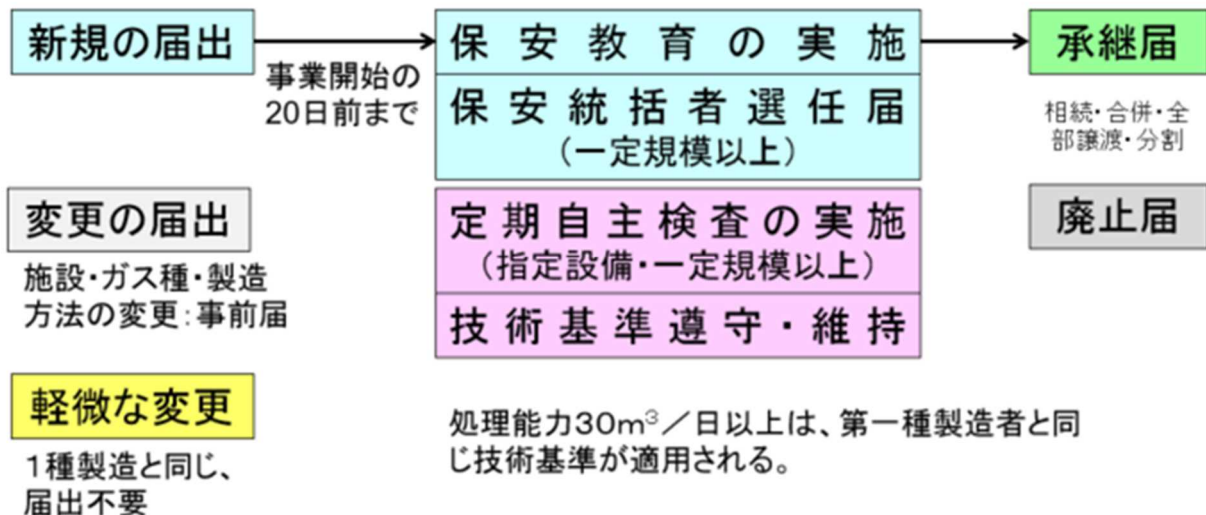 新規の届出
事業開始の
20日前まで
保安教育の実施
保安統括者選任届
（一定規模以上）
承継届
相続・合併・全
部譲渡・分割
変更の届出
施設・ガス種・製造
方法の変更：事前届
定期自主検査の実施
（指定設備・一定規模以上）
技術基準遵守・維持
廃止届
軽微な変更
1種製造と同じ、
届出不要
処理能力30m³／日以上は、第一種製造者と同
じ技術基準が適用される。